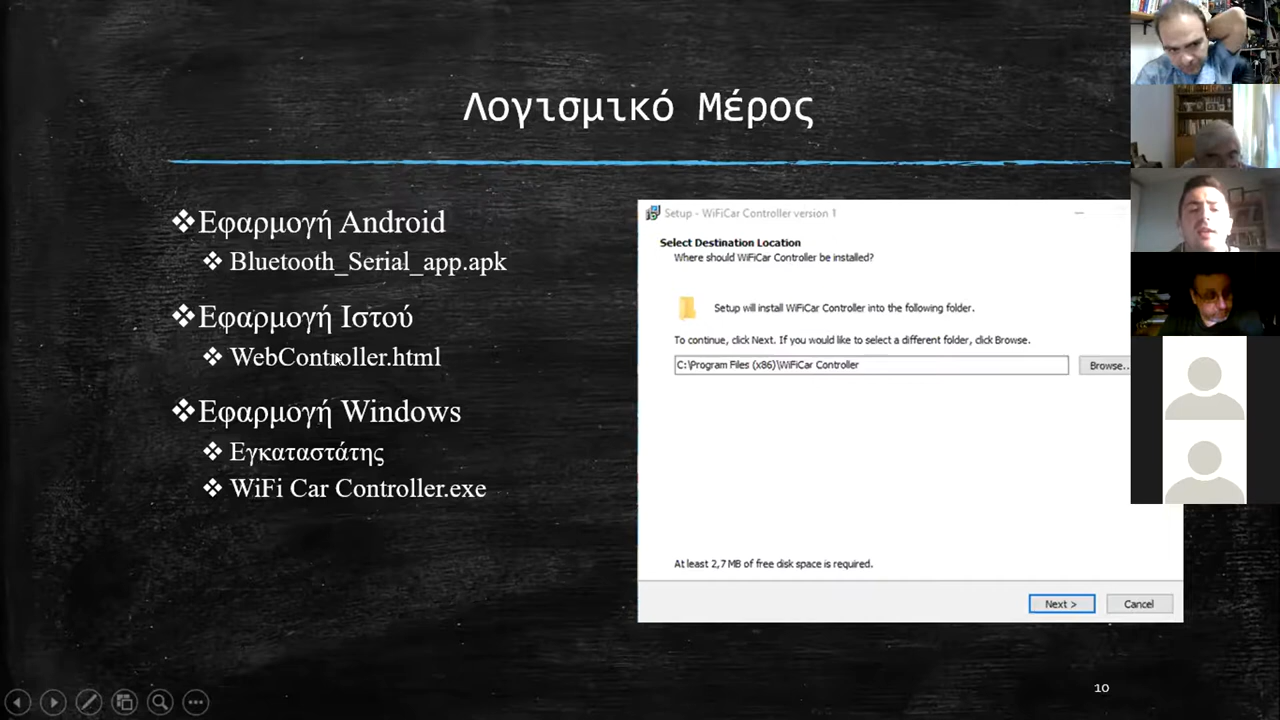 Λογισμικό Μέρος
❖Εφαρμογή Android
❖ Bluetooth_Serial_app.apk
❖Εφαρμογή Ιστού
❖ WebController.html
❖Εφαρμογή Windows
❖ Εγκαταστάτης
❖ WiFi Car Controller.exe
Setup - WiFiCar Controller version 1
Select Destination Location
Where should WiFiCar Controller be installed?
Setup will install WiFiCar Controller into the following folder.
To continue, click Next. If you would like to select a different folder, click Browse.
C:\Program Files (x86)\WiFiCar Controller
Browse...
At least 2,7 MB of free disk space is required.
Next >
Cancel
10